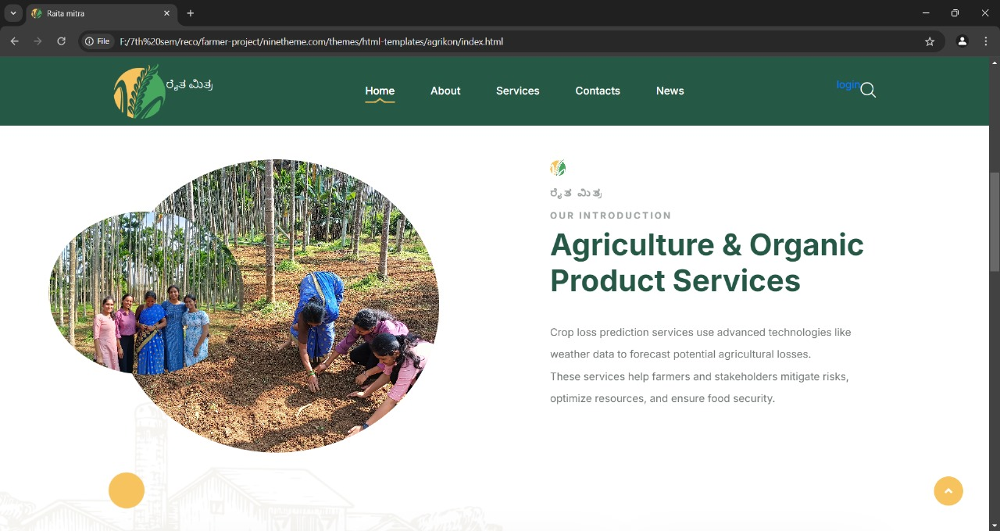 Raita mitra
File F:/7th%20sem/reco/farmer-project/ninetheme.com/themes/html-templates/agrikon/index.html
ರೈತ ಮಿತ್ರ Home About Services Contacts News login
ರೈತ ಮಿತ್ರ
OUR INTRODUCTION
Agriculture & Organic
Product Services
Crop loss prediction services use advanced technologies like
weather data to forecast potential agricultural losses.
These services help farmers and stakeholders mitigate risks,
optimize resources, and ensure food security.